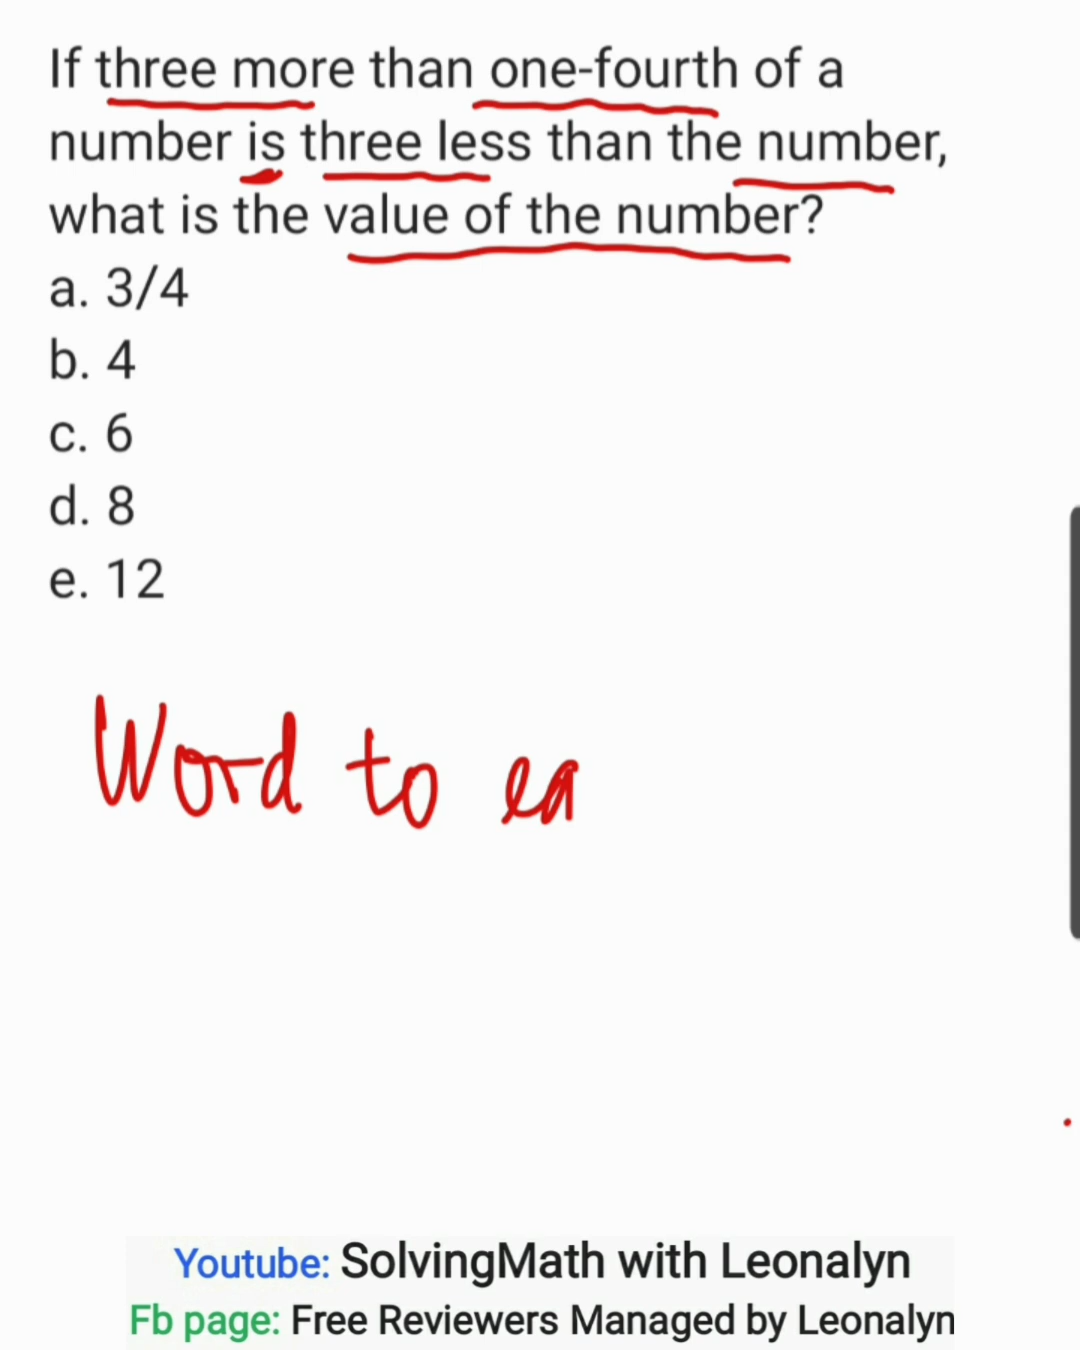 If three more than one-fourth of a
number is three less than the number,
what is the value of the number?
a. 3/4
b. 4
c. 6
d. 8
e. 12
Word to eq
Youtube: SolvingMath with Leonalyn
Fb page: Free Reviewers Managed by Leonalyn